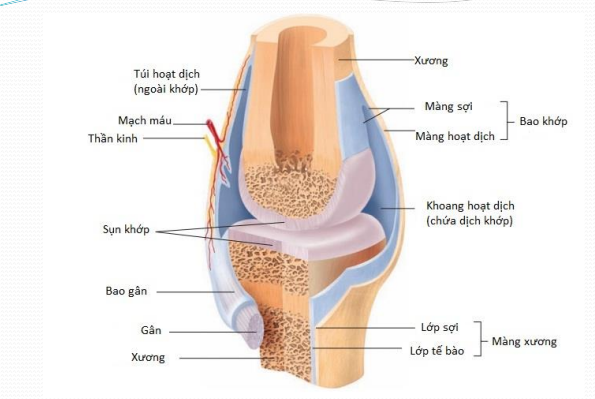 Túi hoạt dịch
(ngoài khớp)
Mạch máu
Thần kinh
Sụn khớp
Bao gân
Gân
Xương
Xương
Màng sợi
Màng hoạt dịch
Bao khớp
Khoang hoạt dịch
(chứa dịch khớp)
Lớp sợi
Lớp tế bào
Màng xương